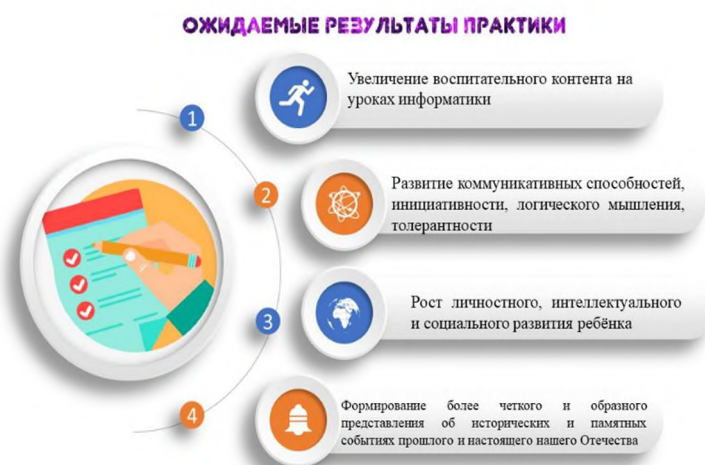 ОЖИДАЕМЫЕ РЕЗУЛЬТАТЫ ПРАКТИКИ
1
Увеличение воспитательного контента на
уроках информатики
2
Развитие коммуникативных способностей,
инициативности, логического мышления,
толерантности
3
Рост личностного, интеллектуального
и социального развития ребёнка
4
Формирование более четкого и образного
представления об исторических и памятных
событиях прошлого и настоящего нашего Отечества